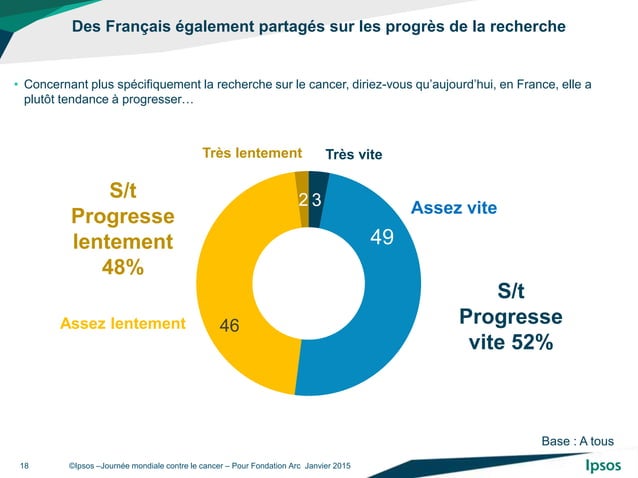 Des Français également partagés sur les progrès de la recherche
• Concernant plus spécifiquement la recherche sur le cancer, diriez-vous qu’aujourd’hui, en France, elle a
plutôt tendance à progresser…
Très lentement
Très vite
S/t
Progresse
lentement
48%
2
3
Assez vite
49
S/t
Progresse
vite 52%
Assez lentement
46
Base : A tous
18
©Ipsos –Journée mondiale contre le cancer – Pour Fondation Arc Janvier 2015
Ipsos